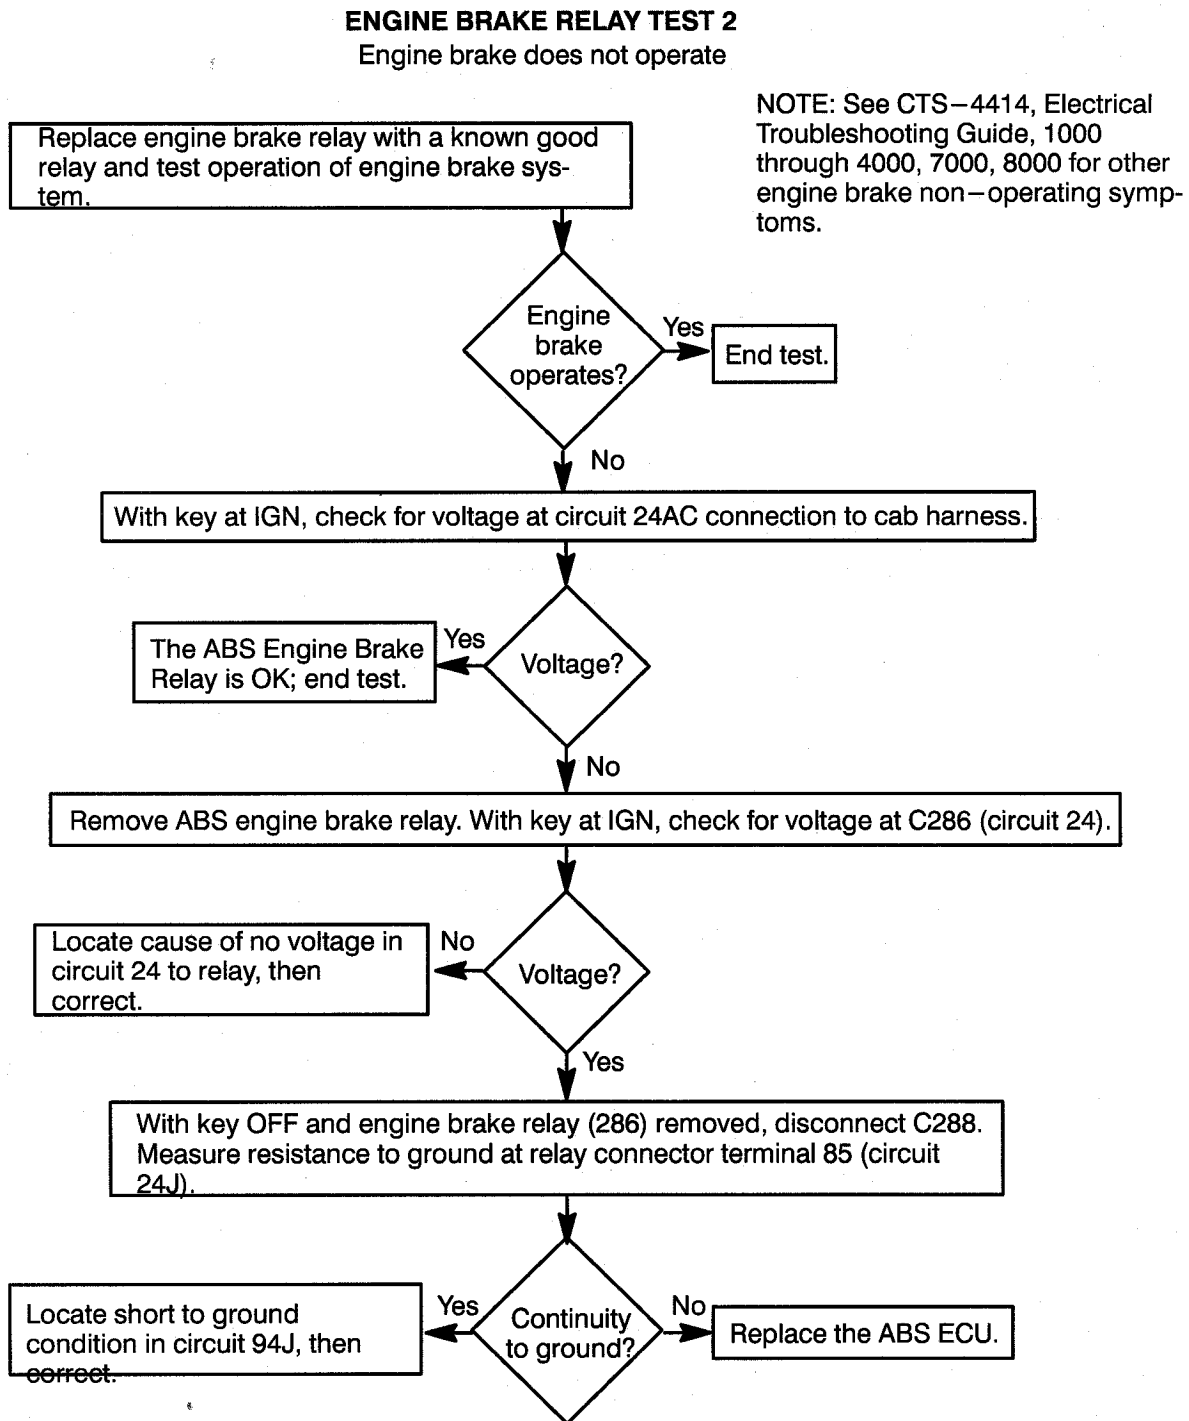 ENGINE BRAKE RELAY TEST 2
Engine brake does not operate
NOTE: See CTS−4414, Electrical
Troubleshooting Guide, 1000
through 4000, 7000, 8000 for other
engine brake non−operating symp-
toms.
Replace engine brake relay with a known good
relay and test operation of engine brake sys-
tem.
Engine
brake
operates?
Yes
End test.
No
With key at IGN, check for voltage at circuit 24AC connection to cab harness.
Voltage?
Yes
The ABS Engine Brake
Relay is OK; end test.
No
Remove ABS engine brake relay. With key at IGN, check for voltage at C286 (circuit 24).
Voltage?
No
Locate cause of no voltage in
circuit 24 to relay, then
correct.
Yes
With key OFF and engine brake relay (286) removed, disconnect C288.
Measure resistance to ground at relay connector terminal 85 (circuit
24J).
Continuity
to ground?
Yes
Locate short to ground
condition in circuit 94J, then
correct.
No
Replace the ABS ECU.